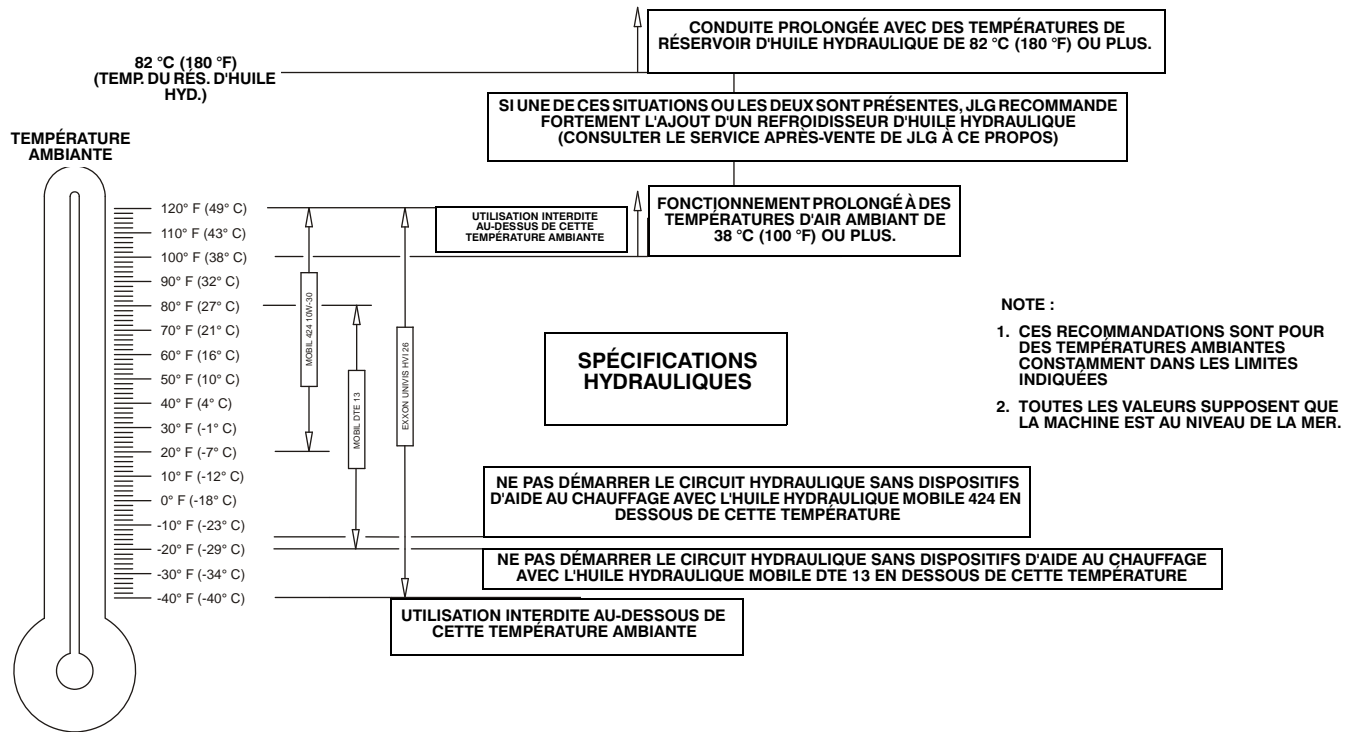 CONDUITE PROLONGÉE AVEC DES TEMPÉRATURES DE
RÉSERVOIR D'HUILE HYDRAULIQUE DE 82 °C (180 °F) OU PLUS.
82 °C (180 °F)
(TEMP. DU RÉS. D'HUILE
HYD.)
SI UNE DE CES SITUATIONS OU LES DEUX SONT PRÉSENTES, JLG RECOMMANDE
FORTEMENT L'AJOUT D'UN REFROIDISSEUR D'HUILE HYDRAULIQUE
(CONSULTER LE SERVICE APRÈS-VENTE DE JLG À CE PROPOS)
TEMPÉRATURE
AMBIANTE
120° F (49° C)
110° F (43° C)
100° F (38° C)
90° F (32° C)
80° F (27° C)
70° F (21° C)
60° F (16° C)
50° F (10° C)
40° F (4° C)
30° F (-1° C)
20° F (-7° C)
10° F (-12° C)
0° F (-18° C)
-10° F (-23° C)
-20° F (-29° C)
-30° F (-34° C)
-40° F (-40° C)
MOBIL 424 10W-30
MOBIL DTE 13
EXXON UNIVIS HVI 26
UTILISATION INTERDITE
AU-DESSUS DE CETTE
TEMPÉRATURE AMBIANTE
FONCTIONNEMENT PROLONGÉ À DES
TEMPÉRATURES D'AIR AMBIANT DE
38 °C (100 °F) OU PLUS.
SPÉCIFICATIONS
HYDRAULIQUES
NOTE :
1. CES RECOMMANDATIONS SONT POUR
DES TEMPÉRATURES AMBIANTES
CONSTAMMENT DANS LES LIMITES
INDIQUÉES
2. TOUTES LES VALEURS SUPPOSENT QUE
LA MACHINE EST AU NIVEAU DE LA MER.
NE PAS DÉMARRER LE CIRCUIT HYDRAULIQUE SANS DISPOSITIFS
D'AIDE AU CHAUFFAGE AVEC L'HUILE HYDRAULIQUE MOBILE 424 EN
DESSOUS DE CETTE TEMPÉRATURE
NE PAS DÉMARRER LE CIRCUIT HYDRAULIQUE SANS DISPOSITIFS D'AIDE AU CHAUFFAGE
AVEC L'HUILE HYDRAULIQUE MOBILE DTE 13 EN DESSOUS DE CETTE TEMPÉRATURE
UTILISATION INTERDITE AU-DESSOUS DE
CETTE TEMPÉRATURE AMBIANTE